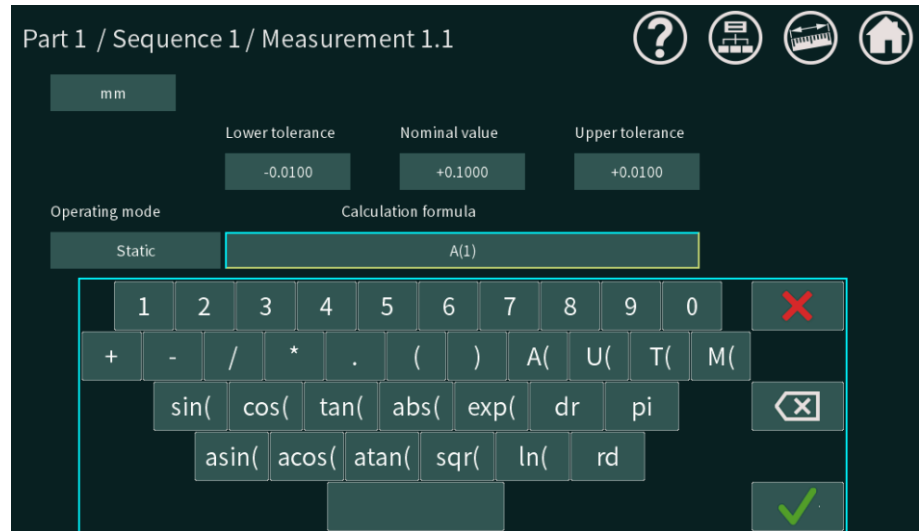 Part 1 / Sequence 1 / Measurement 1.1 ?
mm
Lower tolerance Nominal value Upper tolerance
-0.0100 +0.1000 +0.0100
Operating mode Calculation formula
Static A(1)
1 2 3 4 5 6 7 8 9 0
+ - / * . ( ) A( U( T( M(
sin( cos( tan( abs( exp( dr pi
asin( acos( atan( sqr( ln( rd